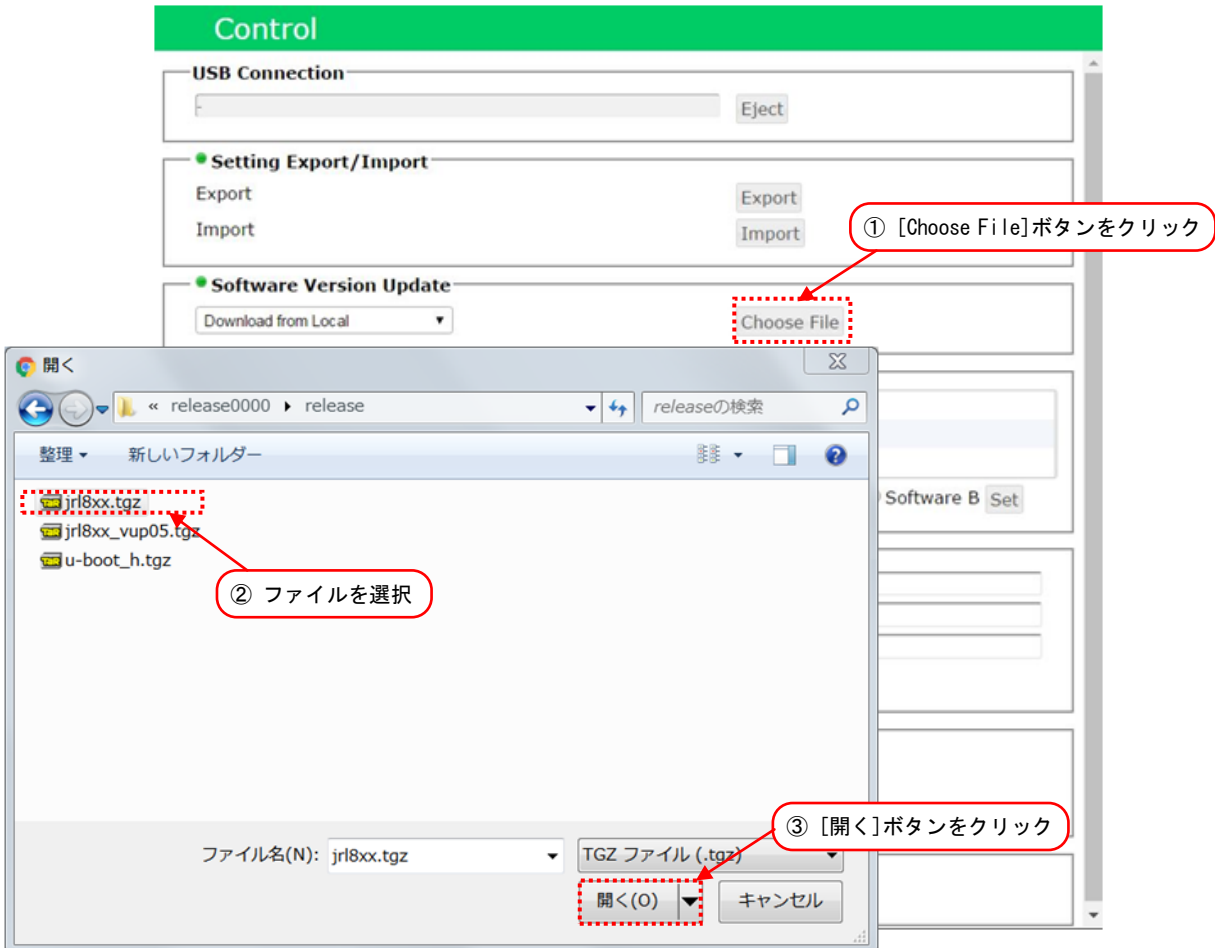 Control
USB Connection
-
Eject
Setting Export/Import
Export
Export
Import
Import
① [Choose File]ボタンをクリック
Software Version Update
Download from Local
Choose File
開く
« release0000 release
releaseの検索
整理
新しいフォルダー
jrl8xx.tgz
jrl8xx_vup05.tgz
u-boot_h.tgz
② ファイルを選択
Software B
Set
③ [開く]ボタンをクリック
ファイル名(N):
jrl8xx.tgz
TGZ ファイル (.tgz)
開く(O)
キャンセル